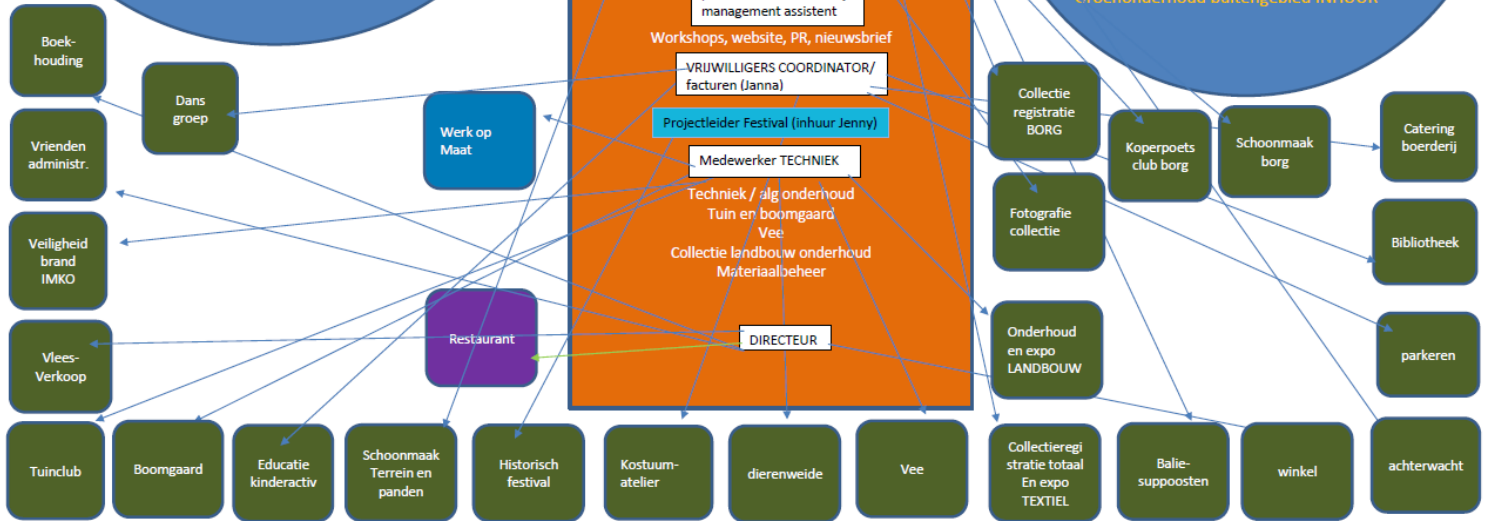 management assistent
Workshops, website, PR, nieuwsbrief
VRIJWILLIGERS COORDINATOR/
facturen (Janna)
Projectleider Festival (inhuur Jenny)
Medewerker TECHNIEK
Techniek / alg onderhoud
Tuin en boomgaard
Vee
Collectie landbouw onderhoud
Materiaalbeheer
DIRECTEUR
Boek-
houding
Dans
groep
Vrienden
administr.
Werk op
Maat
Veiligheid
brand
IMKO
Restaurant
Vlees-
Verkoop
Collectie
registratie
BORG
Koperpoets
club borg
Schoonmaak
borg
Catering
boerderij
Fotografie
collectie
Bibliotheek
Onderhoud
en expo
LANDBOUW
parkeren
Tuinclub
Boomgaard
Educatie
kinderactiv
Schoonmaak
Terrein en
panden
Historisch
festival
Kostuum-
atelier
dierenweide
Vee
Collectieregi
stratie totaal
En expo
TEXTIEL
Balie-
suppoosten
winkel
achterwacht